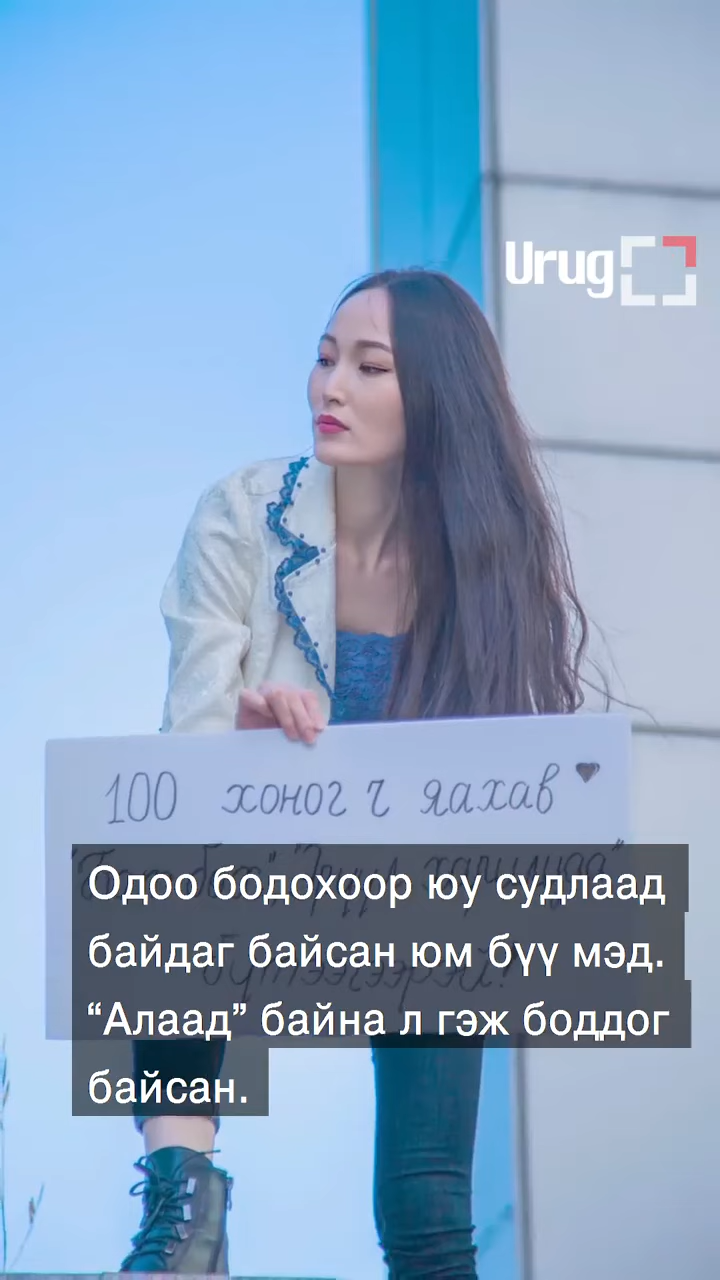 Urug
100 хоног ч яахав
Одоо бодохоор юу судлаад
байдаг байсан юм бүү мэд.
“Алаад” байна л гэж боддог
байсан.